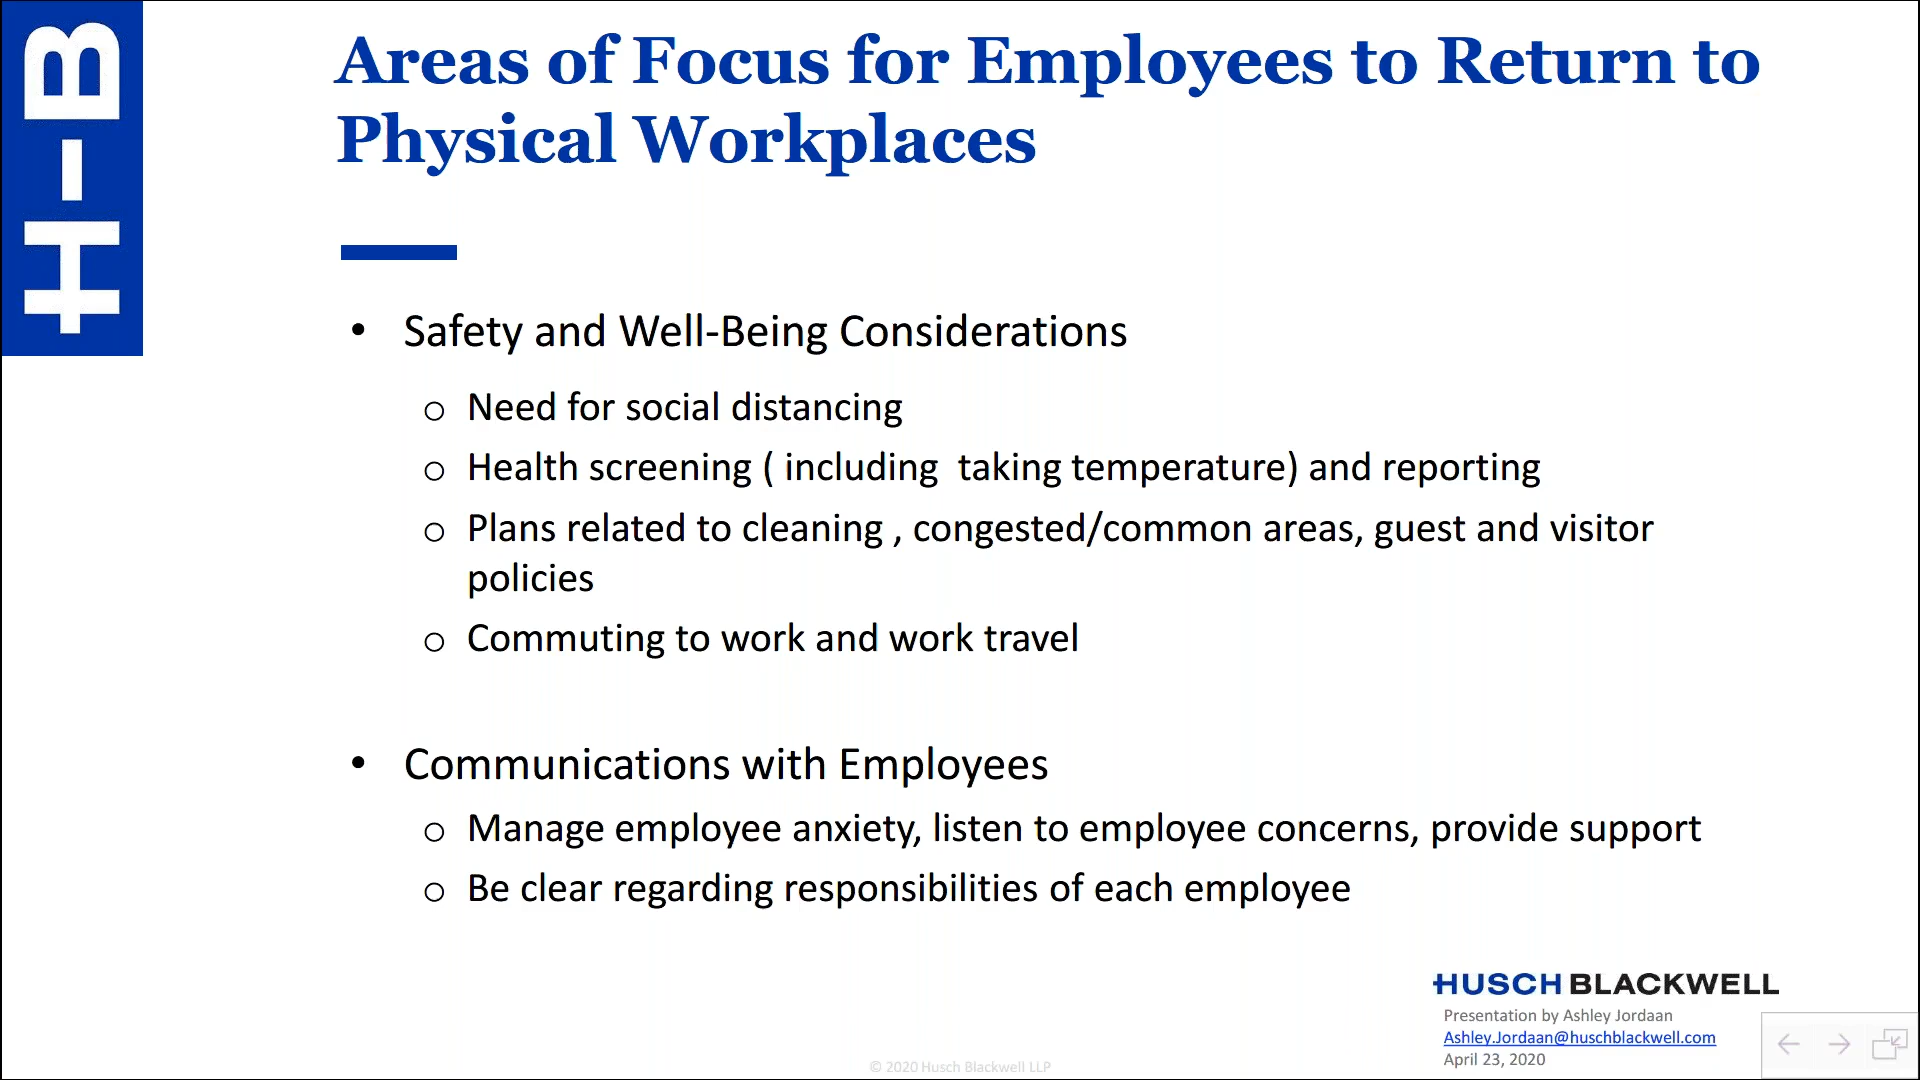 H-B
Areas of Focus for Employees to Return to
Physical Workplaces
• Safety and Well-Being Considerations
o Need for social distancing
o Health screening ( including  taking temperature) and reporting
o Plans related to cleaning , congested/common areas, guest and visitor
policies
o Commuting to work and work travel
• Communications with Employees
o Manage employee anxiety, listen to employee concerns, provide support
o Be clear regarding responsibilities of each employee
HUSCH BLACKWELL
Presentation by Ashley Jordaan
Ashley.Jordaan@huschblackwell.com
April 23, 2020
© 2020 Husch Blackwell LLP